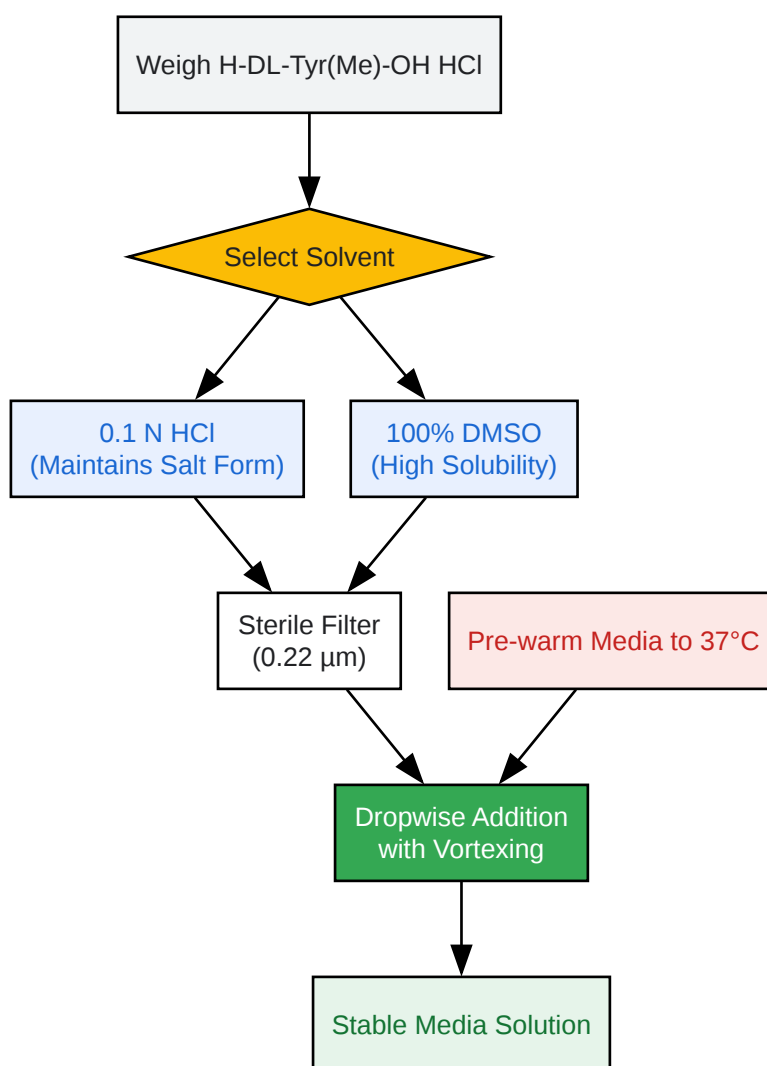 Weigh H-DL-Tyr(Me)-OH HCl
Select Solvent
0.1 N HCl
(Maintains Salt Form)
100% DMSO
(High Solubility)
Sterile Filter
(0.22 µm)
Pre-warm Media to 37°C
Dropwise Addition
with Vortexing
Stable Media Solution